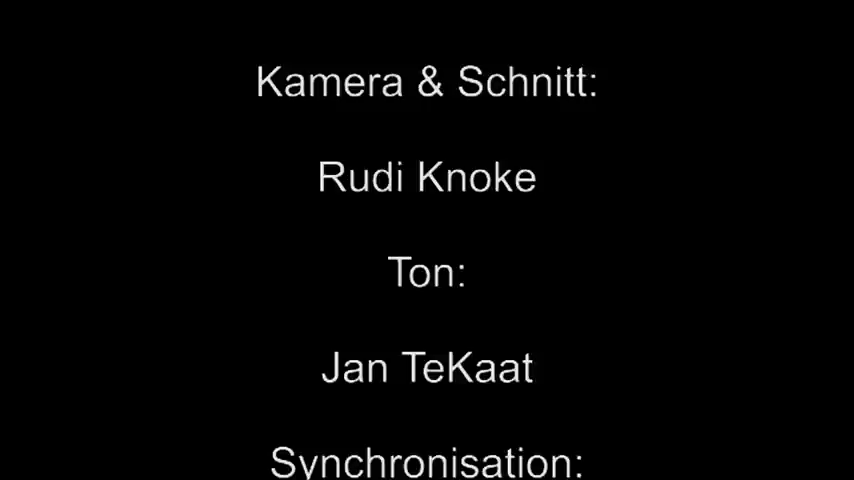 Kamera & Schnitt:
Rudi Knoke
Ton:
Jan TeKaat
Synchronisation: